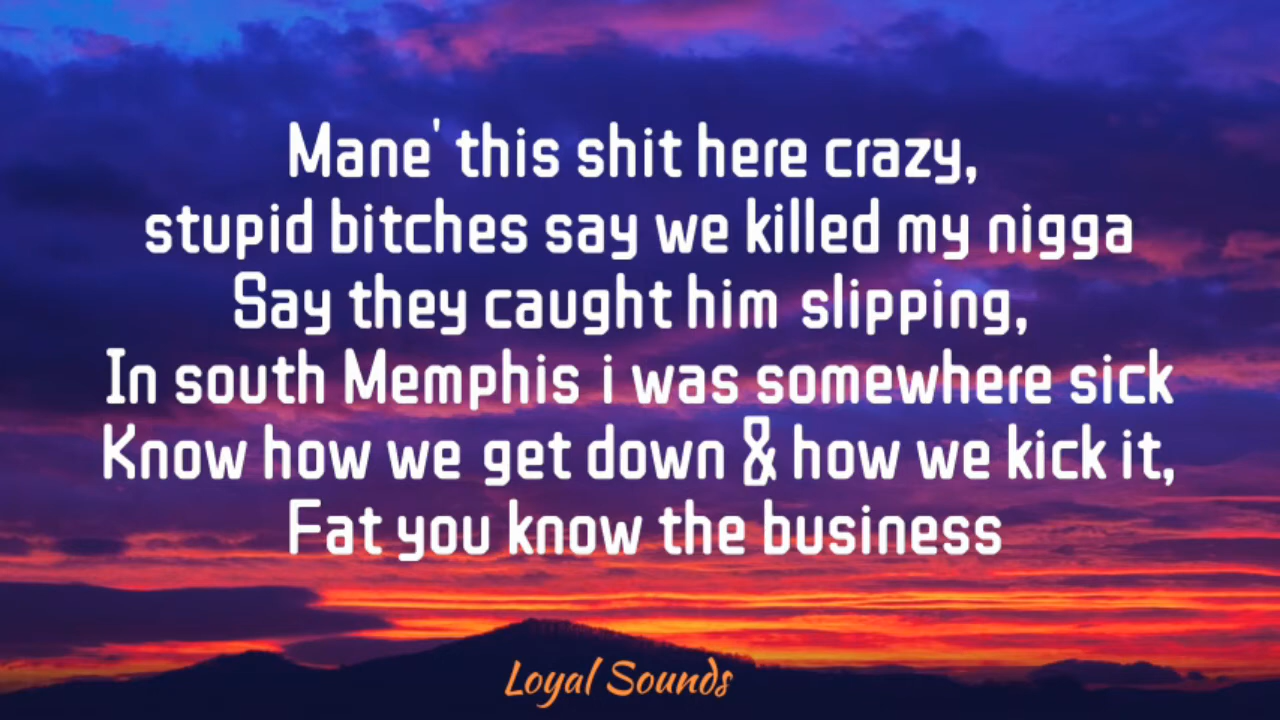 Mane' this shit here crazy,
stupid bitches say we killed my nigga
Say they caught him slipping,
In south Memphis i was somewhere sick
Know how we get down & how we kick it,
Fat you know the business
Loyal Sounds